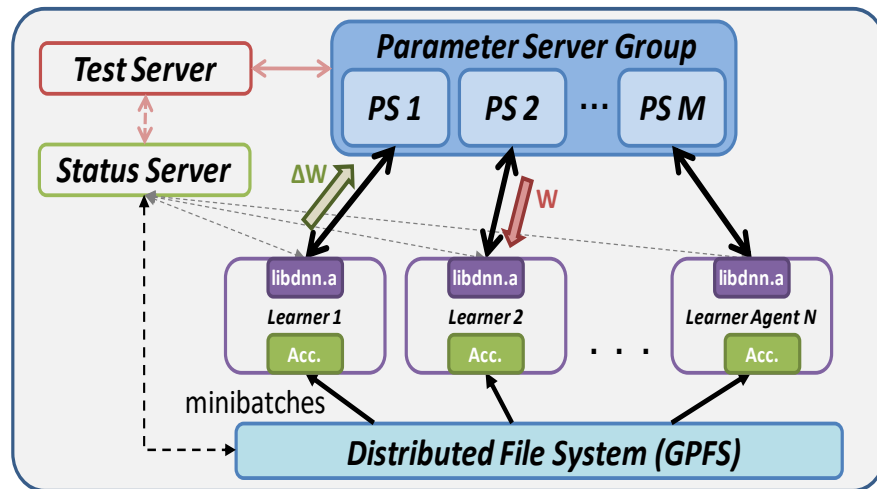 Parameter Server Group
Test Server
PS 1
PS 2
...
PS M
Status Server
ΔW
W
libdnn.a
libdnn.a
libdnn.a
Learner 1
Learner 2
Learner Agent N
Acc.
Acc.
. . .
Acc.
minibatches
Distributed File System (GPFS)